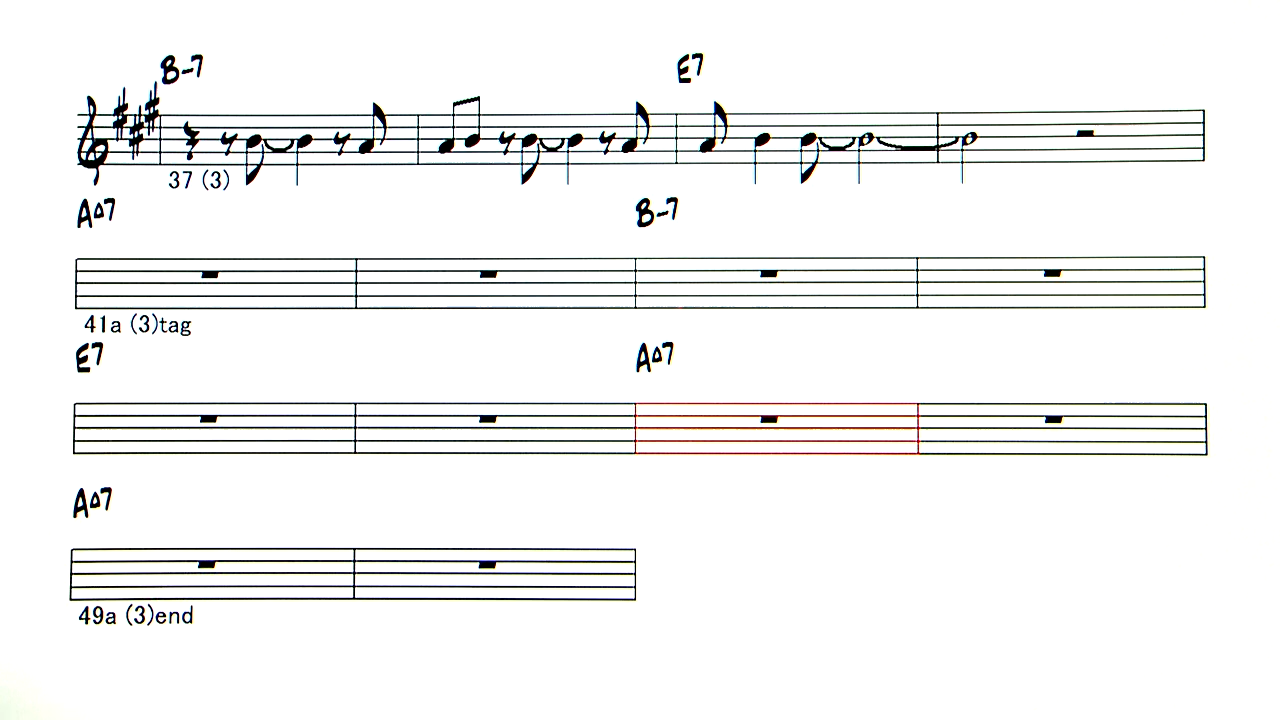 B-7 E7
37 (3)
A∆7 B-7
41a (3)tag
E7 A∆7
A∆7
49a (3)end